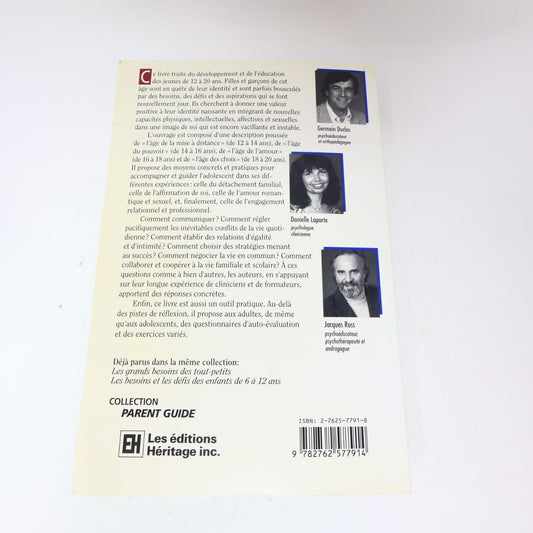 Ce livre traite du développement et de l'éducation
des jeunes de 12 à 20 ans. Filles et garçons de cet
âge sont en quête de leur identité et sont parfois bousculés
par des besoins, des défis et des aspirations qui se font
nouvellement jour. Ils cherchent à donner une valeur
positive à leur identité naissante en intégrant de nouvelles
capacités physiques, intellectuelles, affectives et sexuelles
dans une image de soi qui est encore vacillante et instable.
L'ouvrage est composé d'une description poussée
de «l'âge de la mise à distance» (de 12 à 14 ans), de «l'âge
du pouvoir» (de 14 à 16 ans), de «l'âge de l'amour»
(de 16 à 18 ans) et de «l'âge des choix» (de 18 à 20 ans).
Il propose des moyens concrets et pratiques pour
accompagner et guider l'adolescent dans ses dif-
férentes expériences: celle du détachement familial,
celle de l'affirmation de soi, celle de l'amour roman-
tique et sexuel, et, finalement, celle de l'engagement
relationnel et professionnel.
Comment communiquer? Comment régler
pacifiquement les inévitables conflits de la vie quoti-
dienne? Comment établir des relations d'égalité
et d'intimité? Comment choisir des stratégies menant
au succès? Comment négocier la vie en commun? Comment
collaborer et coopérer à la vie familiale et scolaire? À ces
questions comme à bien d'autres, les auteurs, en s'appuyant
sur leur longue expérience de cliniciens et de formateurs,
apportent des réponses concrètes.
Enfin, ce livre est aussi un outil pratique. Au-delà
des pistes de réflexion, il propose aux adultes, de même
qu'aux adolescents, des questionnaires d'auto-évaluation
et des exercices variés.
Germain Duclos
psychoéducateur
et orthopédagogue
Danielle Laporte
psychologue
clinicienne
Jacques Ross
psychoéducateur,
psychothérapeute et
andragogue
Déjà parus dans la même collection:
Les grands besoins des tout-petits
Les besoins et les défis des enfants de 6 à 12 ans
COLLECTION
PARENT GUIDE
EH
Les éditions
Héritage inc.
ISBN: 2-7625-7791-8
9 782762 577914